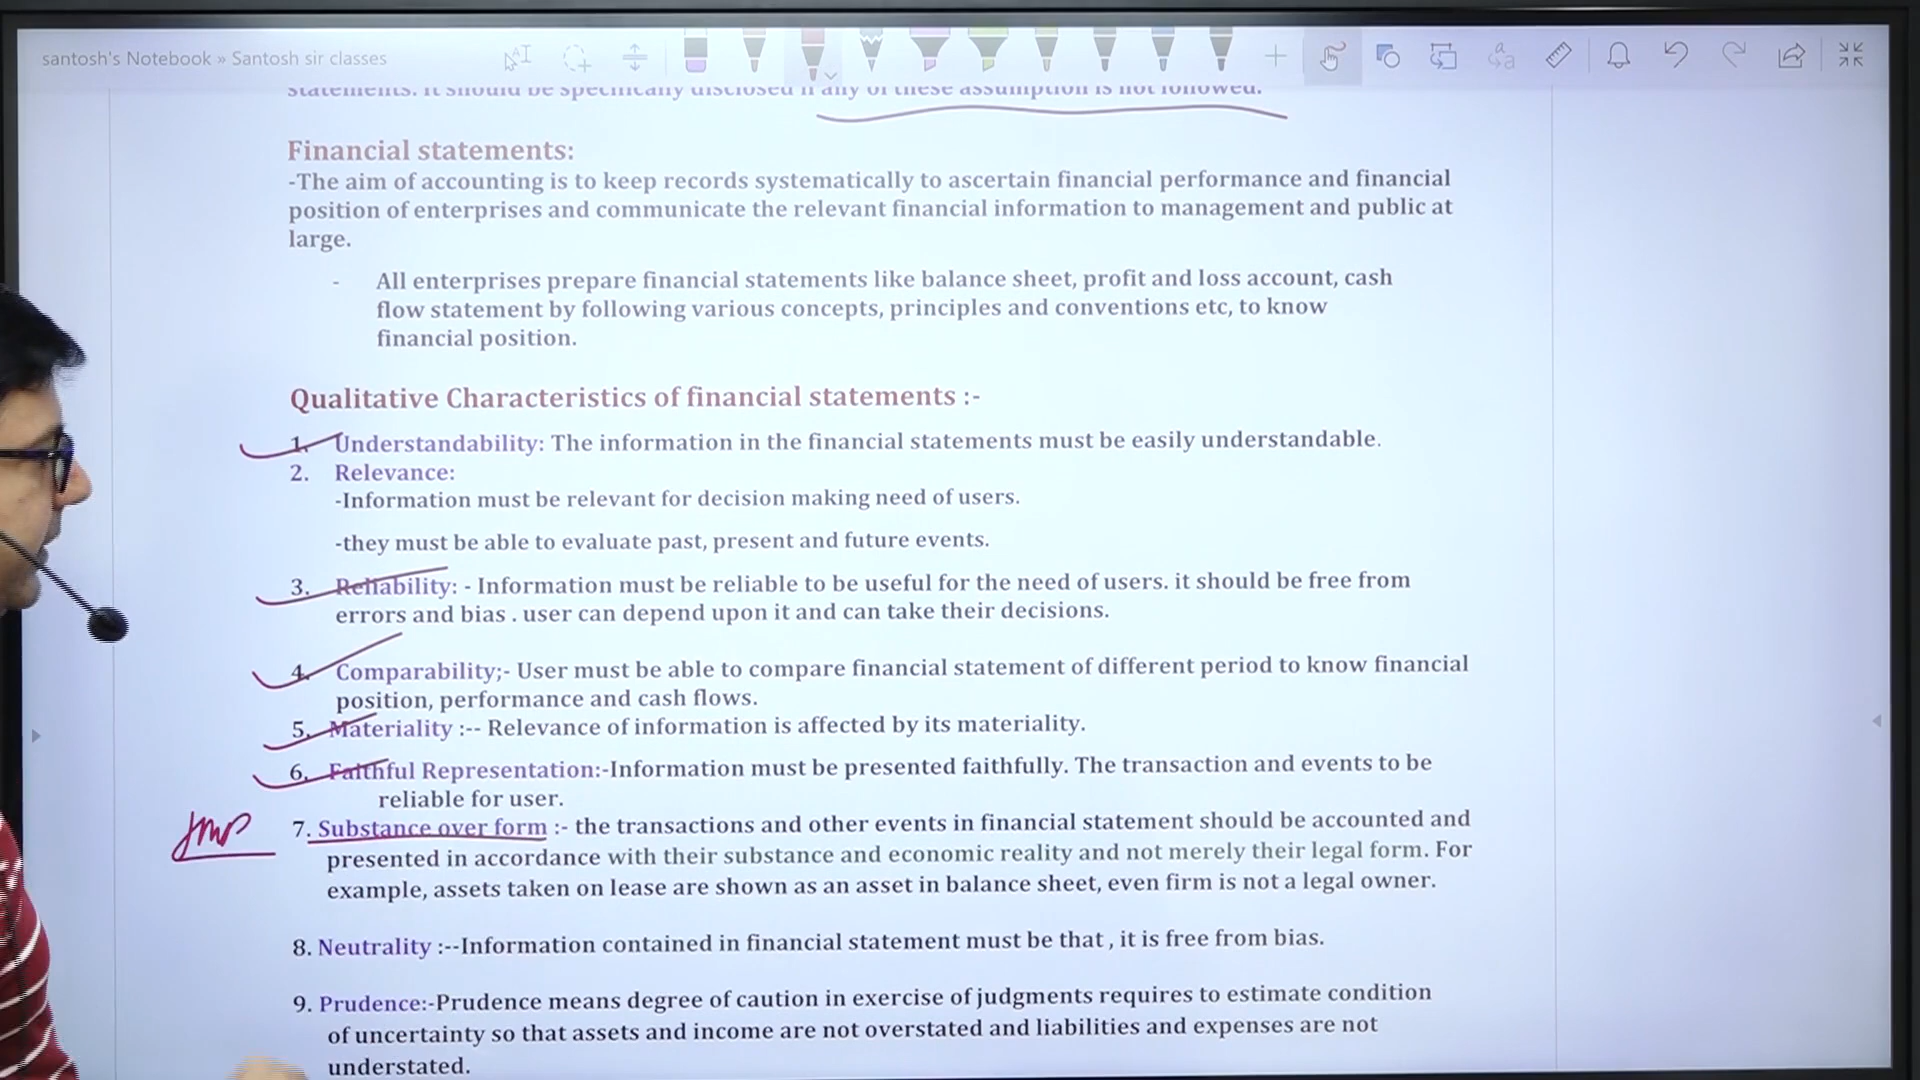 santosh's Notebook » Santosh sir classes
statements. It should be specifically disclosed if any of these assumption is not followed.
Financial statements:
-The aim of accounting is to keep records systematically to ascertain financial performance and financial
position of enterprises and communicate the relevant financial information to management and public at
large.
- All enterprises prepare financial statements like balance sheet, profit and loss account, cash
flow statement by following various concepts, principles and conventions etc, to know
financial position.
Qualitative Characteristics of financial statements :-
1. Understandability: The information in the financial statements must be easily understandable.
2. Relevance:
-Information must be relevant for decision making need of users.
-they must be able to evaluate past, present and future events.
3. Reliability: - Information must be reliable to be useful for the need of users. it should be free from
errors and bias . user can depend upon it and can take their decisions.
4. Comparability;- User must be able to compare financial statement of different period to know financial
position, performance and cash flows.
5. Materiality :-- Relevance of information is affected by its materiality.
6. Faithful Representation:-Information must be presented faithfully. The transaction and events to be
reliable for user.
Imp
7. Substance over form :- the transactions and other events in financial statement should be accounted and
presented in accordance with their substance and economic reality and not merely their legal form. For
example, assets taken on lease are shown as an asset in balance sheet, even firm is not a legal owner.
8. Neutrality :--Information contained in financial statement must be that , it is free from bias.
9. Prudence:-Prudence means degree of caution in exercise of judgments requires to estimate condition
of uncertainty so that assets and income are not overstated and liabilities and expenses are not
understated.